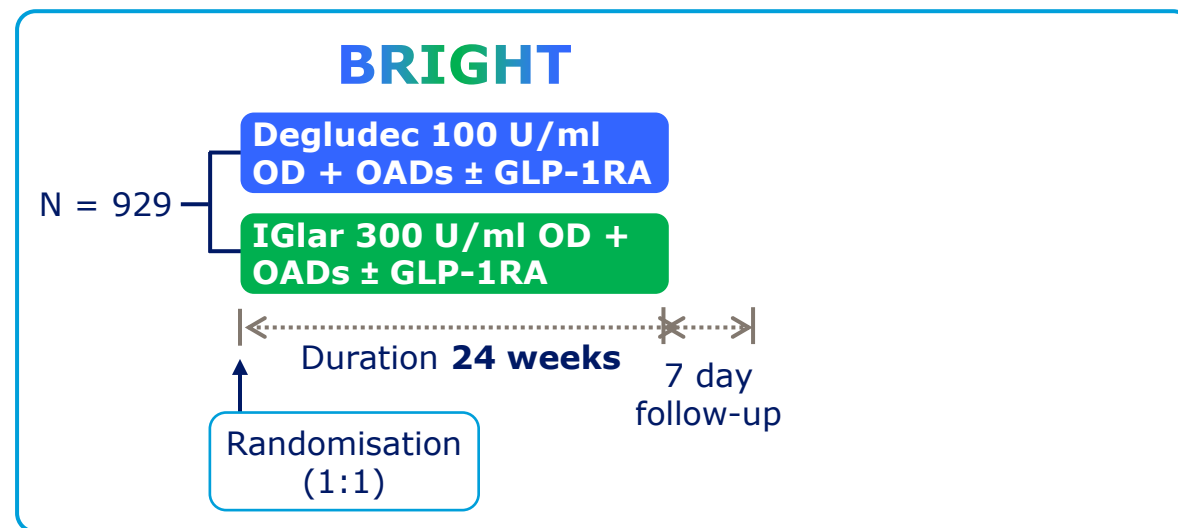 BRIGHT
Degludec 100 U/ml
OD + OADs ± GLP-1RA
N = 929
IGlar 300 U/ml OD +
OADs ± GLP-1RA
Duration 24 weeks
7 day
follow-up
Randomisation
(1:1)